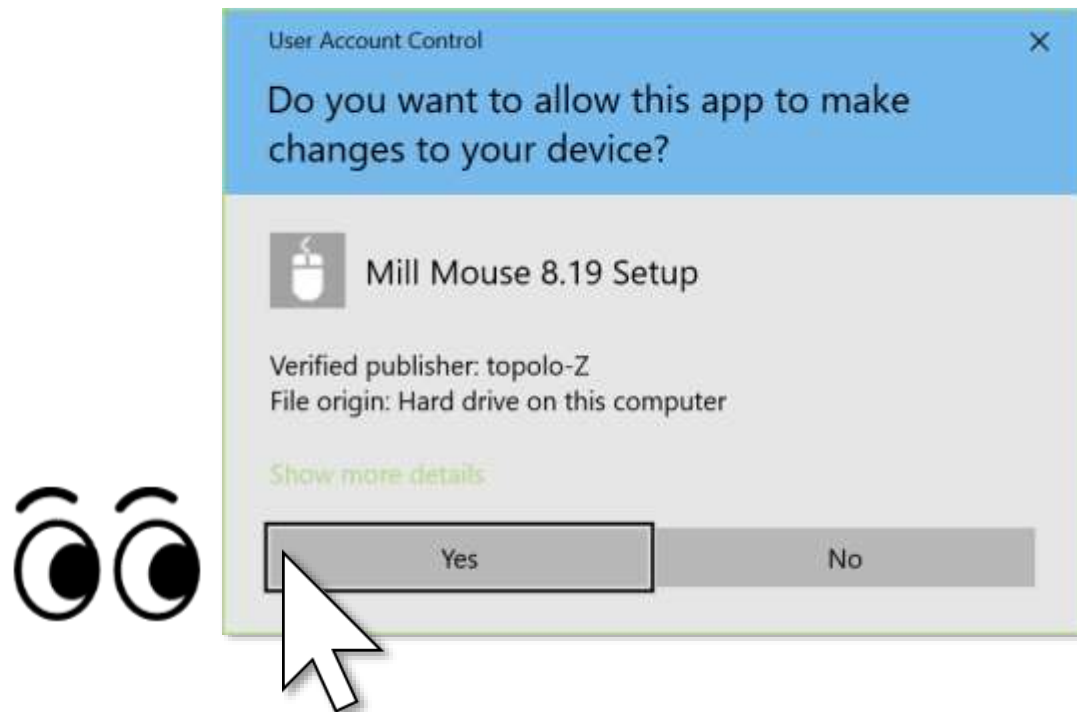 User Account Control
Do you want to allow this app to make
changes to your device?
Mill Mouse 8.19 Setup
Verified publisher: topolo-Z
File origin: Hard drive on this computer
Show more details
Yes No